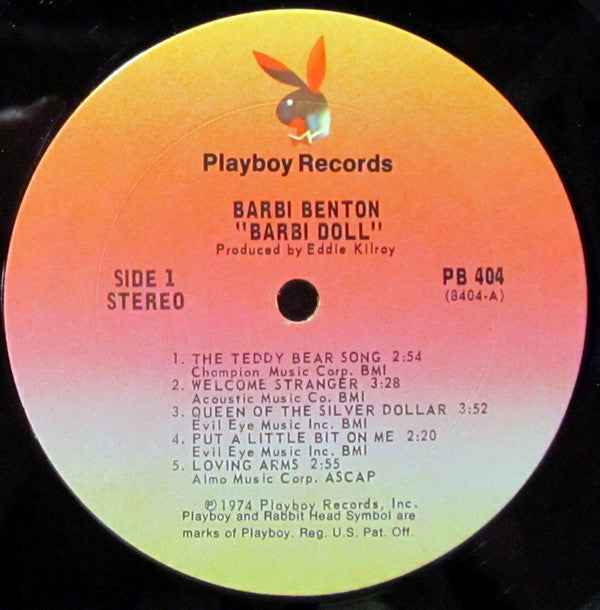 Playboy Records
BARBI BENTON
"BARBI DOLL"
Produced by Eddie Kilroy
SIDE 1
STEREO
PB 404
(8404-A)
1. THE TEDDY BEAR SONG 2:54
Champion Music Corp. BMI
2. WELCOME STRANGER 3:28
Acoustic Music Co. BMI
3. QUEEN OF THE SILVER DOLLAR 3:52
Evil Eye Music Inc. BMI
4. PUT A LITTLE BIT ON ME 2:20
Evil Eye Music Inc. BMI
5. LOVING ARMS 2:55
Almo Music Corp. ASCAP
℗1974 Playboy Records, Inc.
Playboy and Rabbit Head Symbol are
marks of Playboy. Reg. U.S. Pat. Off.